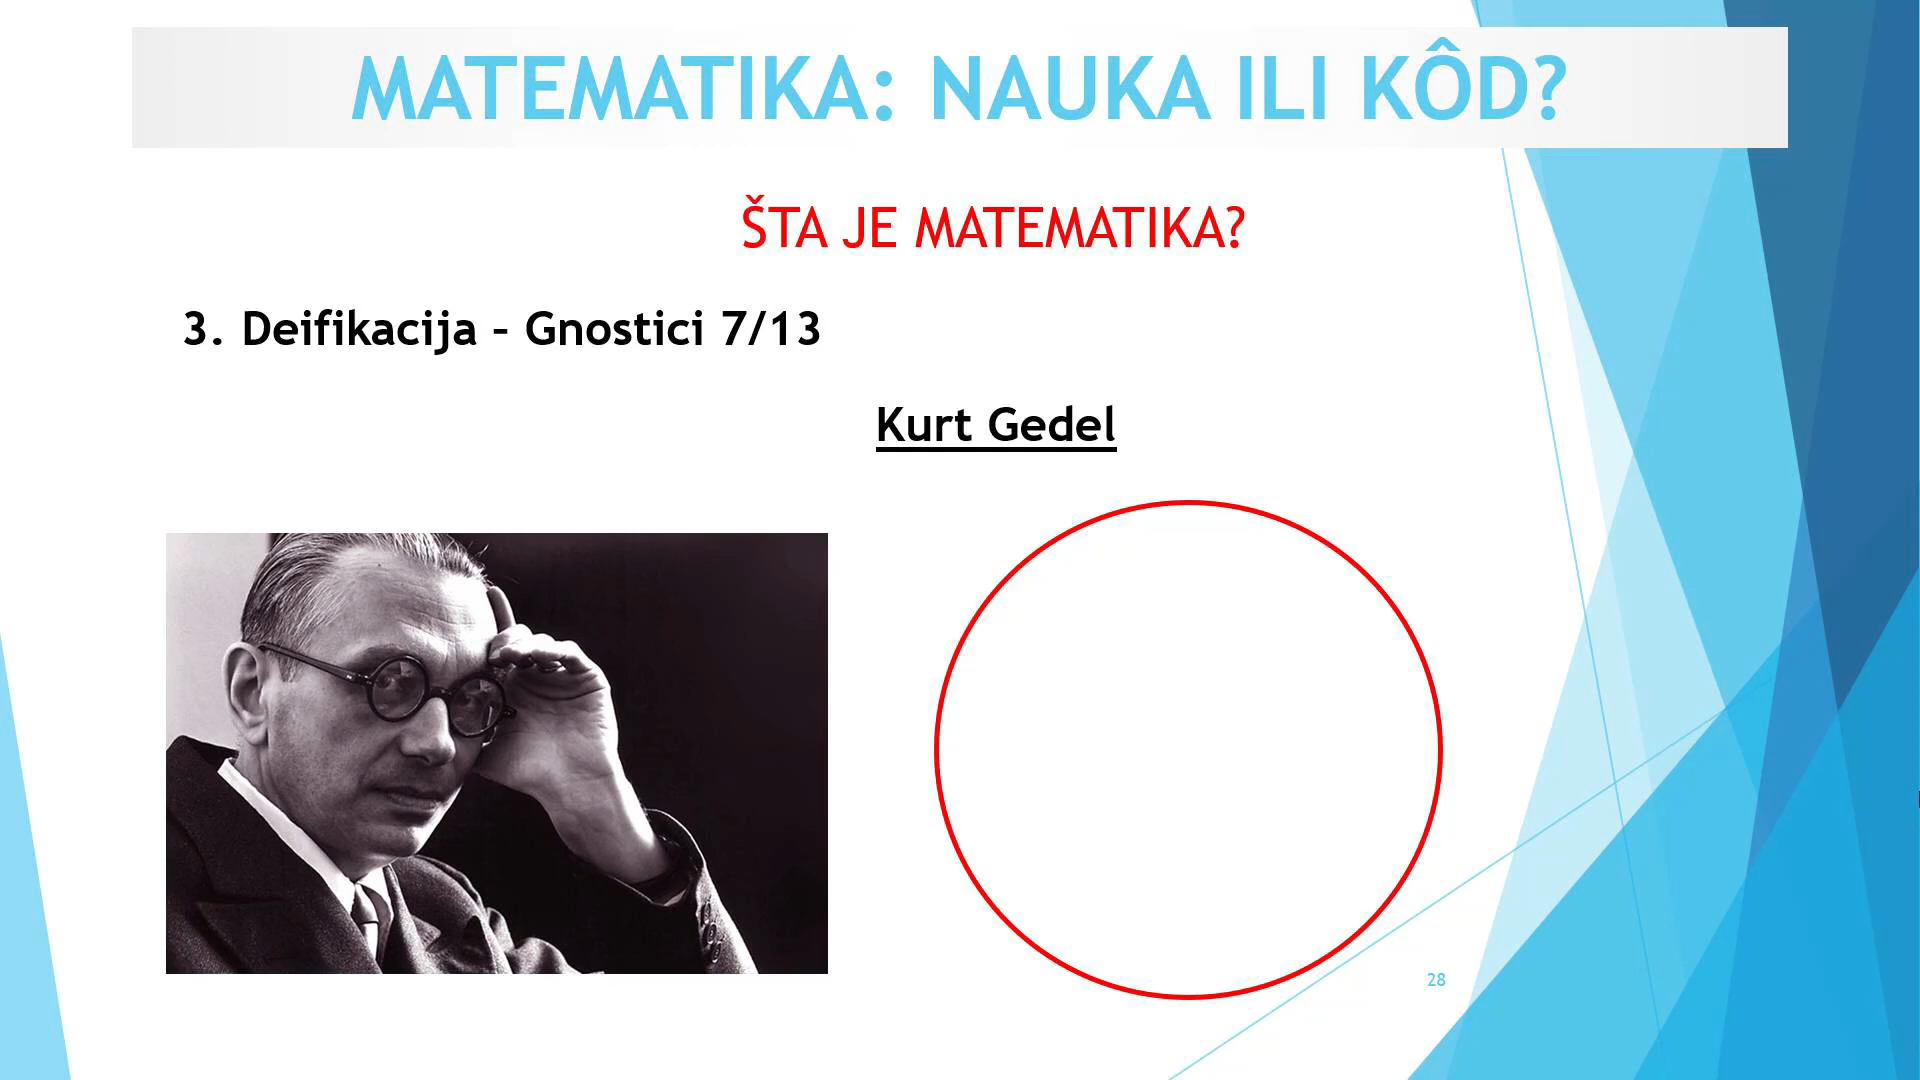 MATEMATIKA: NAUKA ILI KÔD?
ŠTA JE MATEMATIKA?
3. Deifikacija – Gnostici 7/13
Kurt Gedel
28